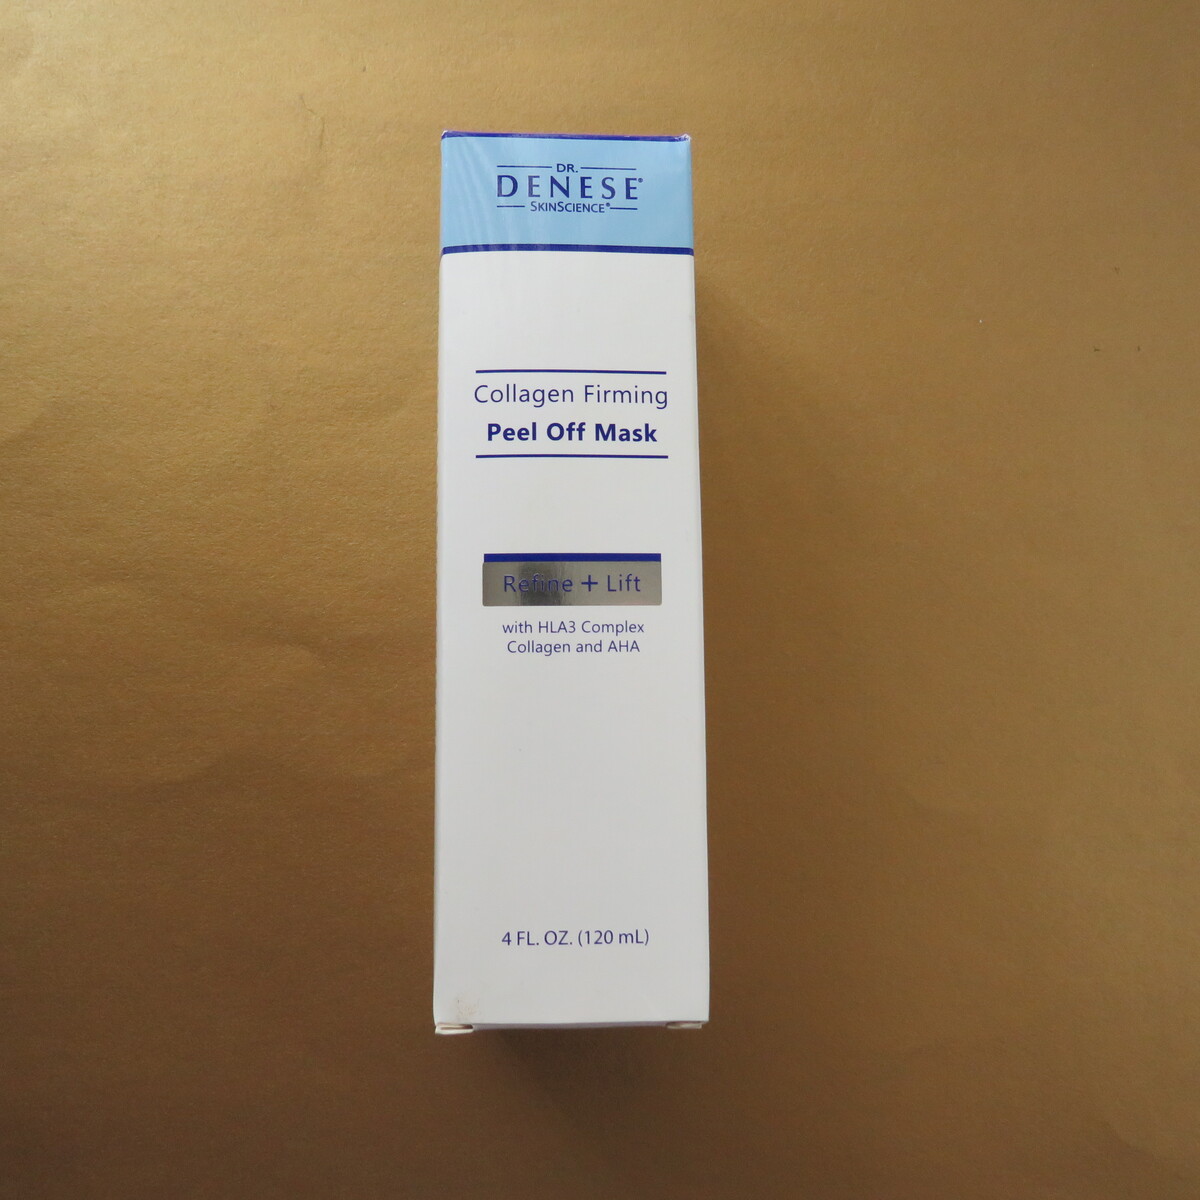 DR.
DENESE®
SKINSCIENCE®
Collagen Firming
Peel Off Mask
Refine + Lift
with HLA3 Complex
Collagen and AHA
4 FL. OZ. (120 mL)